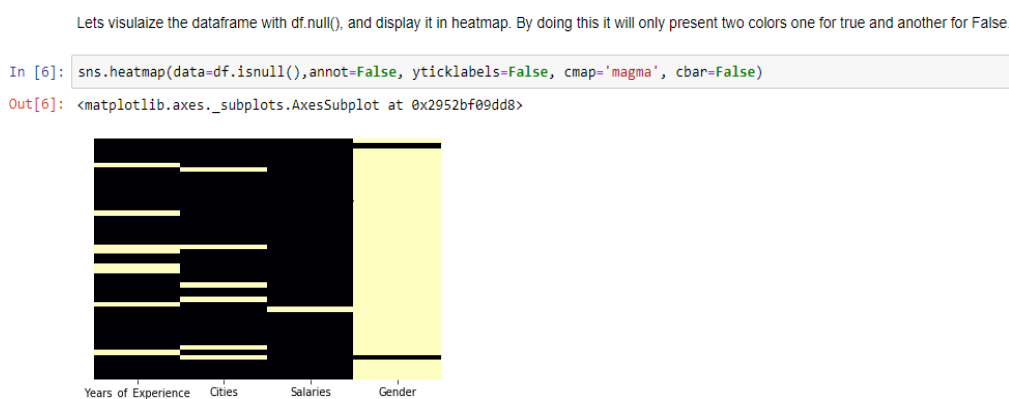 Lets visulaize the dataframe with df.null(), and display it in heatmap. By doing this it will only present two colors one for true and another for False.
In [6]: sns.heatmap(data=df.isnull(),annot=False, yticklabels=False, cmap='magma', cbar=False)
Out[6]: <matplotlib.axes._subplots.AxesSubplot at 0x2952bf09dd8>
Years of Experience Cities Salaries Gender